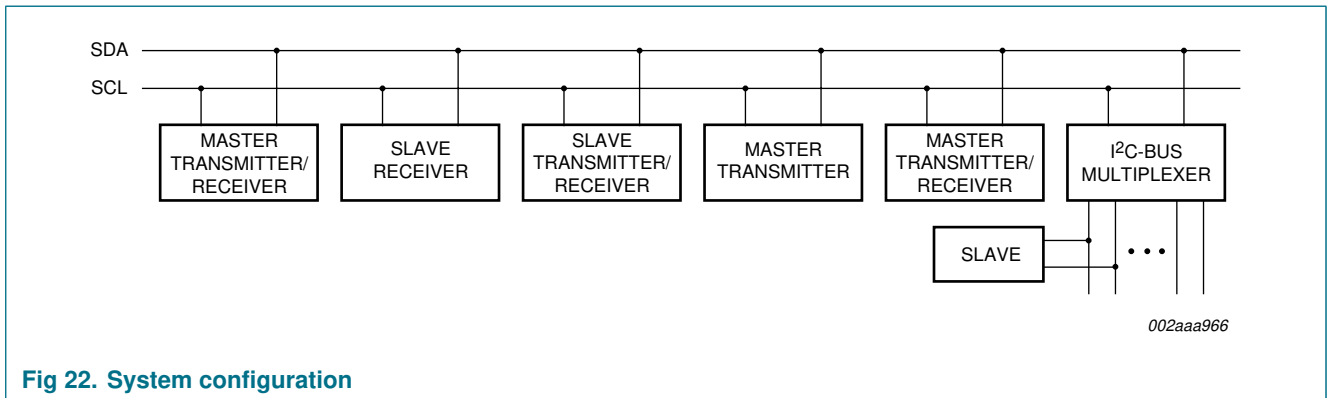 SDA
SCL
MASTER
TRANSMITTER/
RECEIVER
SLAVE
RECEIVER
SLAVE
TRANSMITTER/
RECEIVER
MASTER
TRANSMITTER
MASTER
TRANSMITTER/
RECEIVER
I²C-BUS
MULTIPLEXER
SLAVE
002aaa966
Fig 22. System configuration